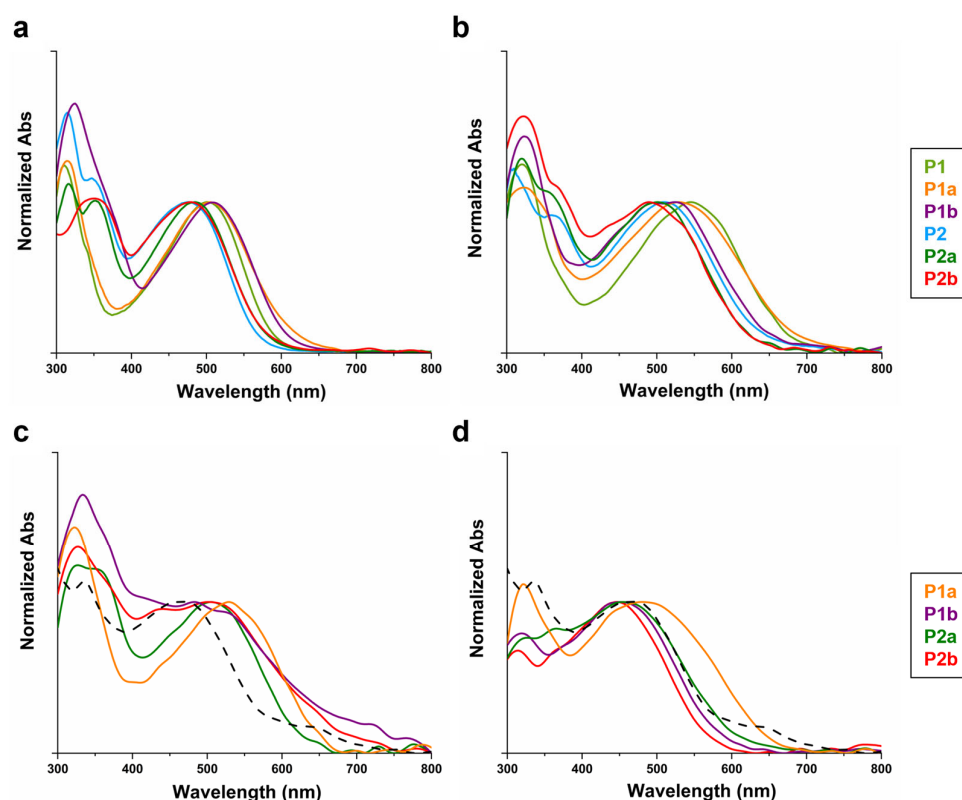 a
b
Normalized Abs
300 400 500 600 700 800
Wavelength (nm)
Normalized Abs
300 400 500 600 700 800
Wavelength (nm)
P1
P1a
P1b
P2
P2a
P2b
c
d
Normalized Abs
300 400 500 600 700 800
Wavelength (nm)
Normalized Abs
300 400 500 600 700 800
Wavelength (nm)
P1a
P1b
P2a
P2b